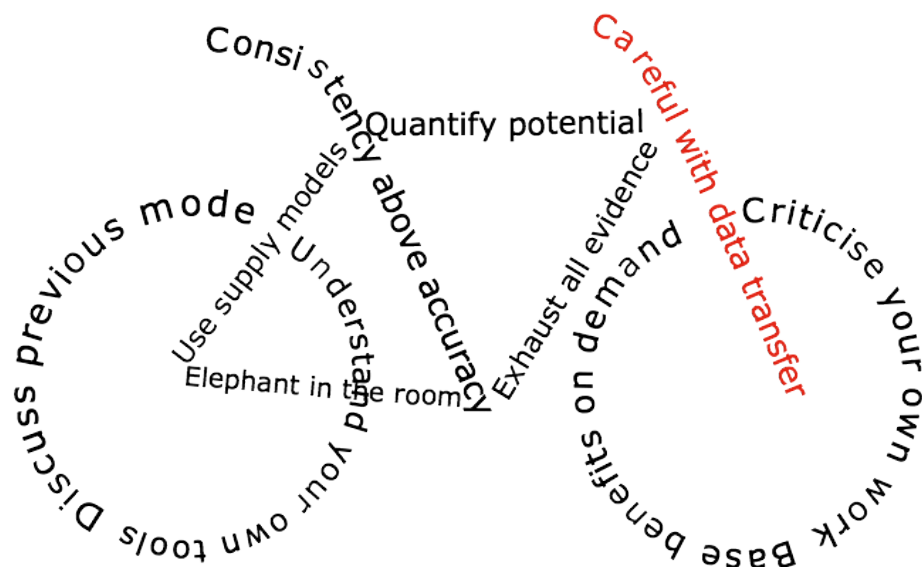 Consistency above accuracy
Careful with data transfer
Quantify potential
Use supply models
Exhaust all evidence
Elephant in the room
Understand your own tools
Discuss previous mode
Criticise your own work
Base benefits on demand